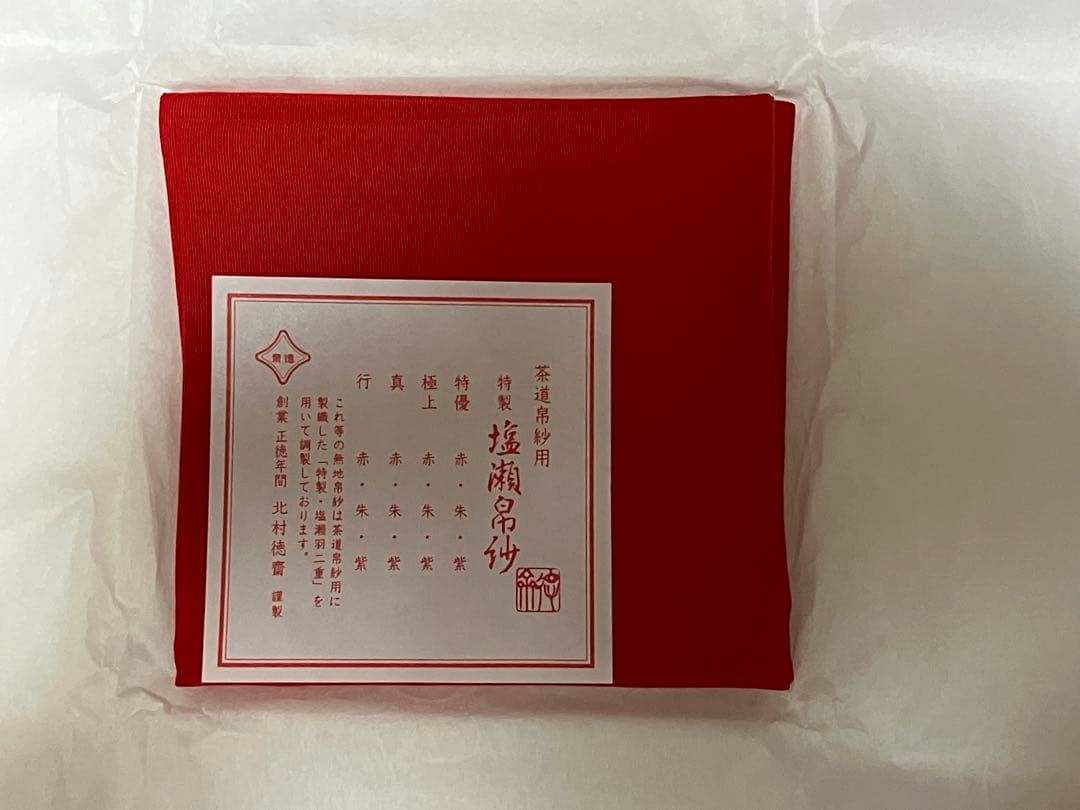 茶道帛紗用
特製 塩瀬帛紗
特優 赤・朱・紫
極上 赤・朱・紫
真 赤・朱・紫
行 赤・朱・紫
これ等の無地帛紗は茶道帛紗用に
製織した「特製・塩瀬羽二重」を
用いて調製しております。
創業 正徳年間 北村徳齋 謹製